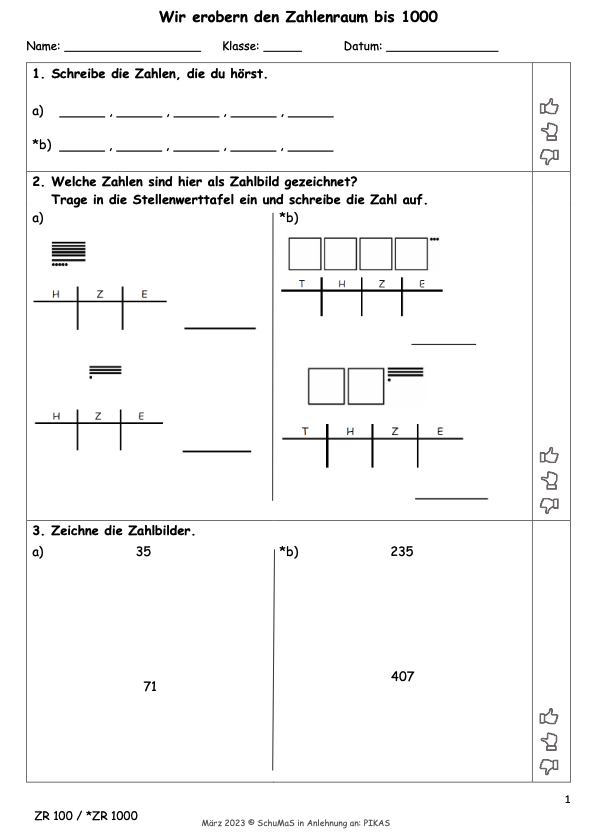 Wir erobern den Zahlenraum bis 1000
Name: ____________________ Klasse: ______ Datum: ________________
1. Schreibe die Zahlen, die du hörst.
a) ______ , ______ , ______ , ______ , ______
*b) ______ , ______ , ______ , ______ , ______
2. Welche Zahlen sind hier als Zahlbild gezeichnet?
Trage in die Stellenwerttafel ein und schreibe die Zahl auf.
a) *b)
T H Z E
H Z E
H Z E
T H Z E
3. Zeichne die Zahlbilder.
a) 35 *b) 235
407
71
1
ZR 100 / *ZR 1000
März 2023 © SchuMaS in Anlehnung an: PIKAS